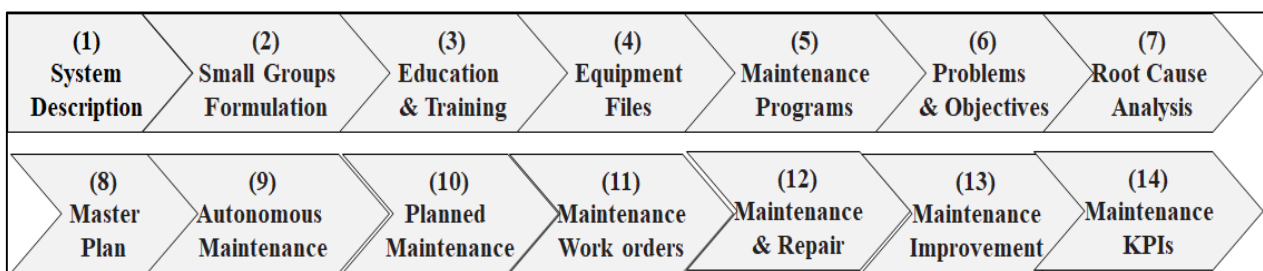 (1)
System
Description
(2)
Small Groups
Formulation
(3)
Education
& Training
(4)
Equipment
Files
(5)
Maintenance
Programs
(6)
Problems
& Objectives
(7)
Root Cause
Analysis
(8)
Master
Plan
(9)
Autonomous
Maintenance
(10)
Planned
Maintenance
(11)
Maintenance
Work orders
(12)
Maintenance
& Repair
(13)
Maintenance
Improvement
(14)
Maintenance
KPIs